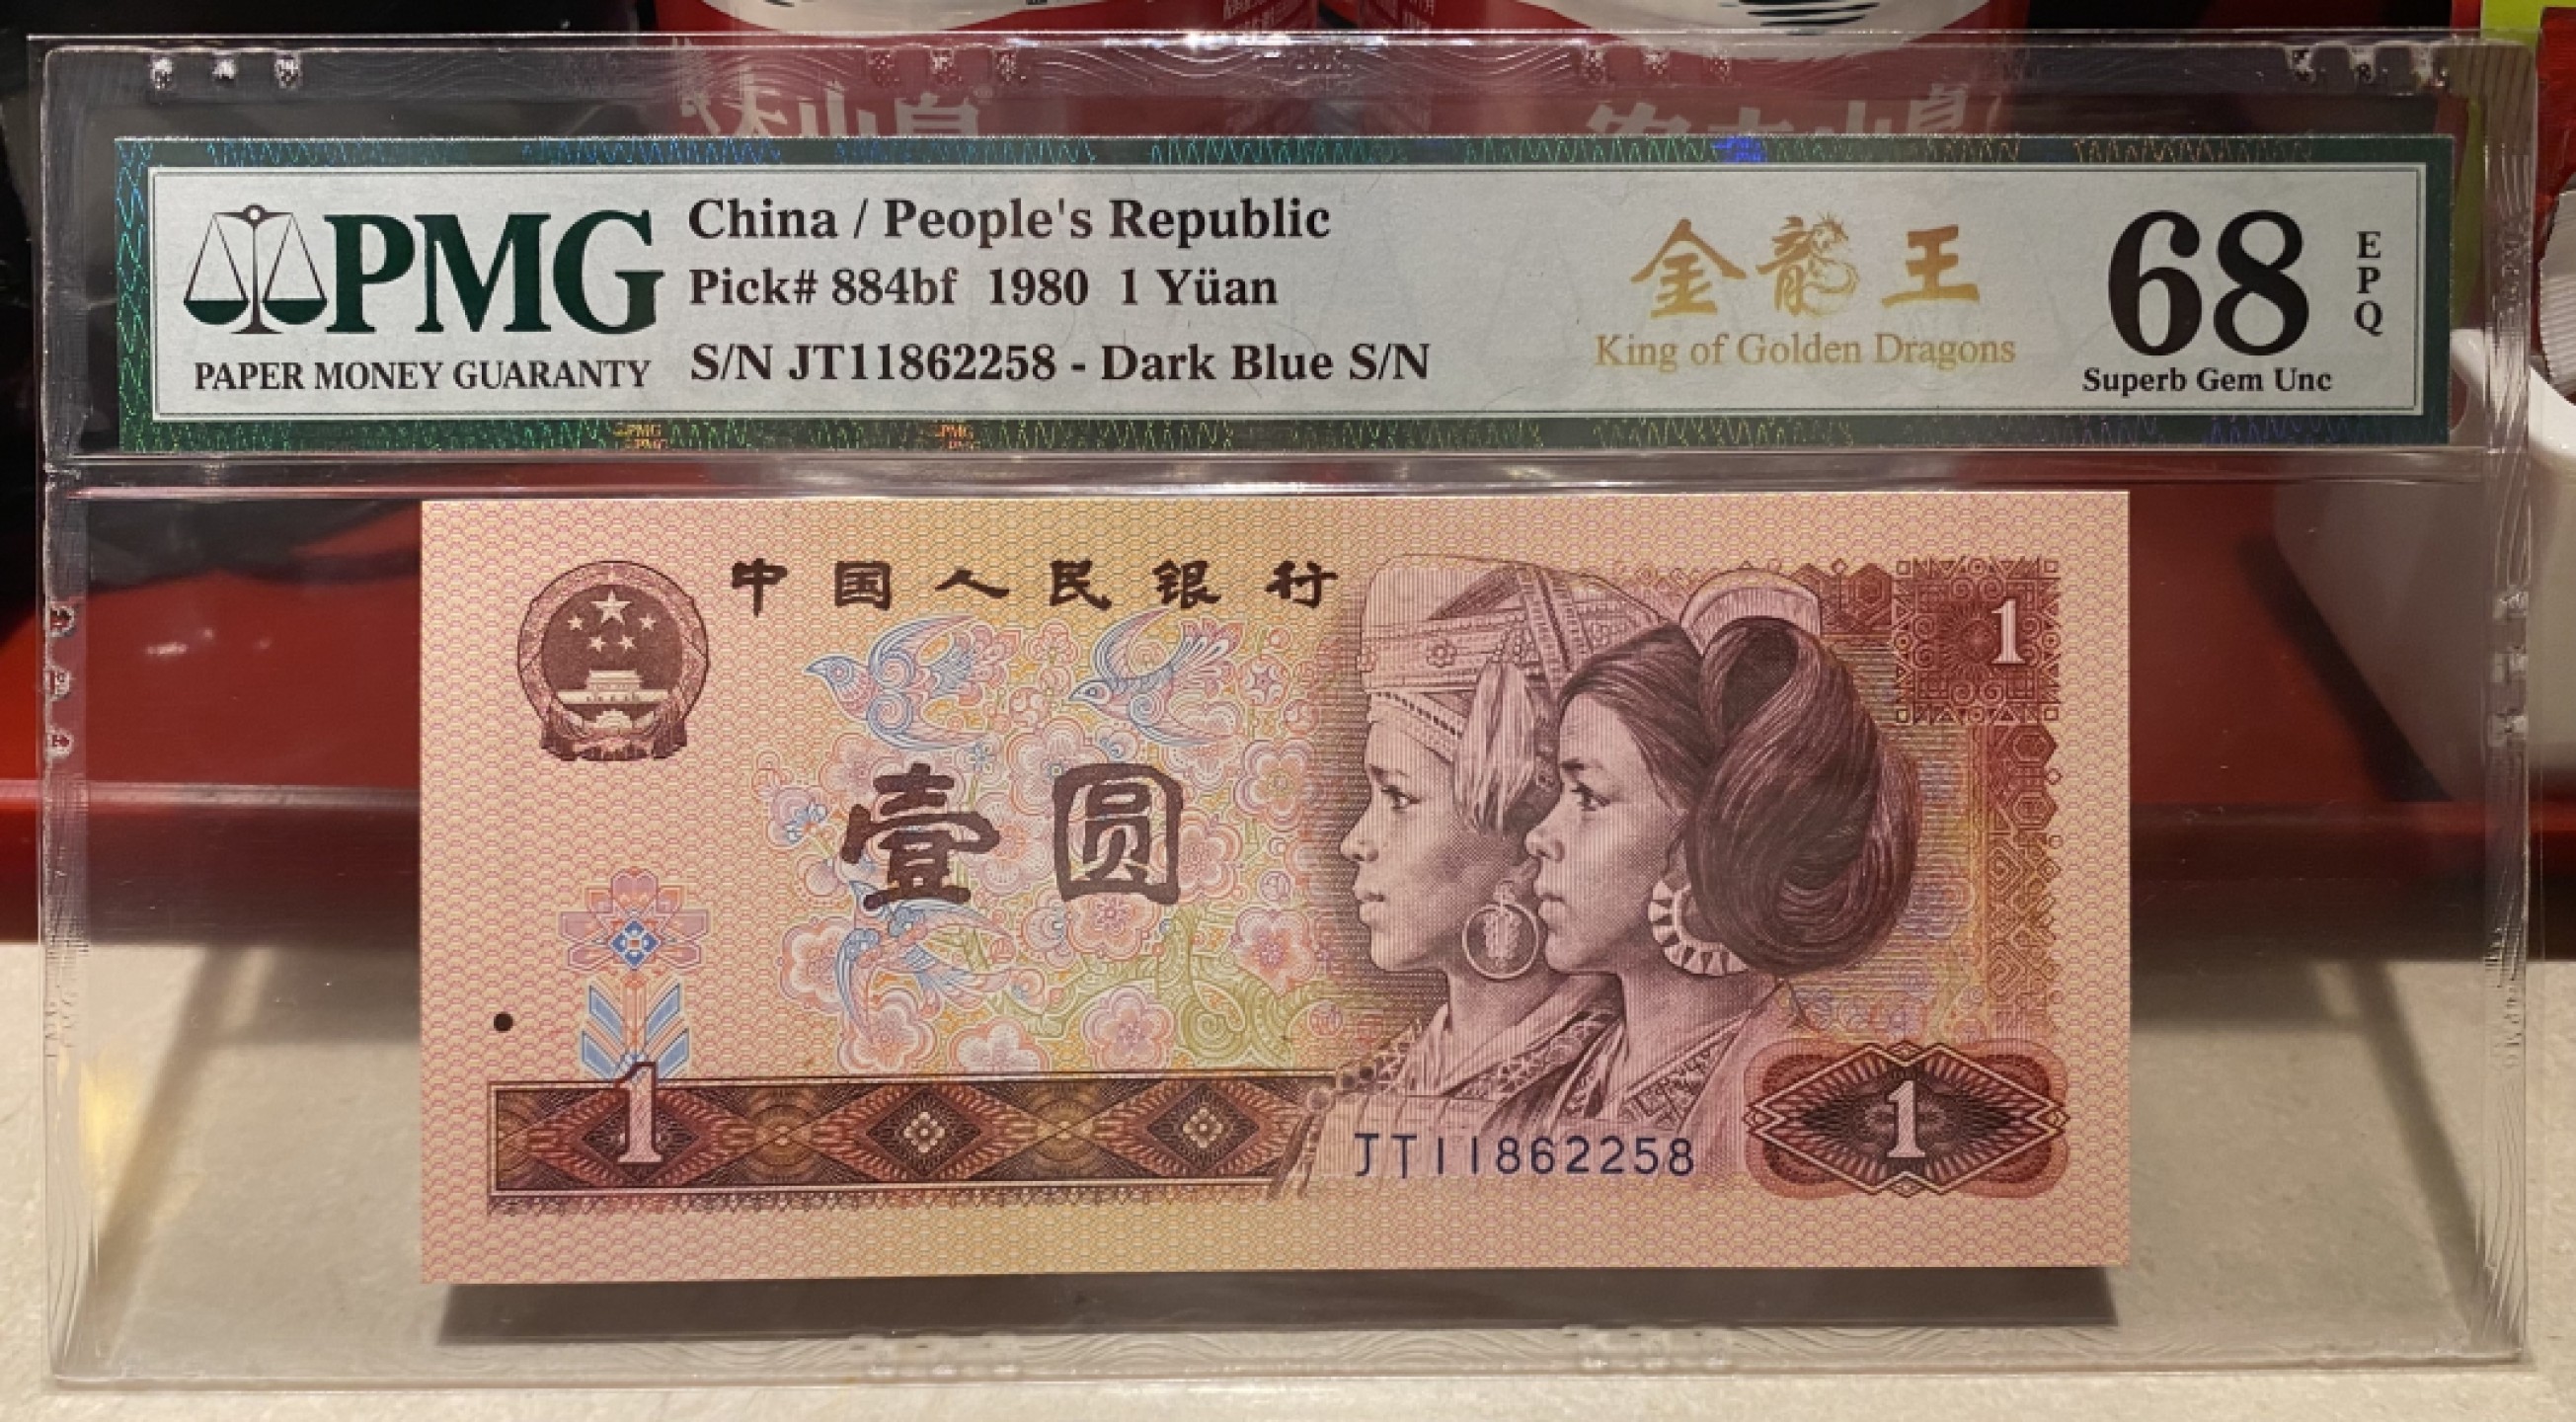 PMG
PAPER MONEY GUARANTY
China / People's Republic
Pick# 884bf 1980 1 Yüan
S/N JT11862258 - Dark Blue S/N
金龍王
King of Golden Dragons
68
EPQ
Superb Gem Unc
PMG
PMG
中国人民银行
1
壹圆
1
1
JT11862258